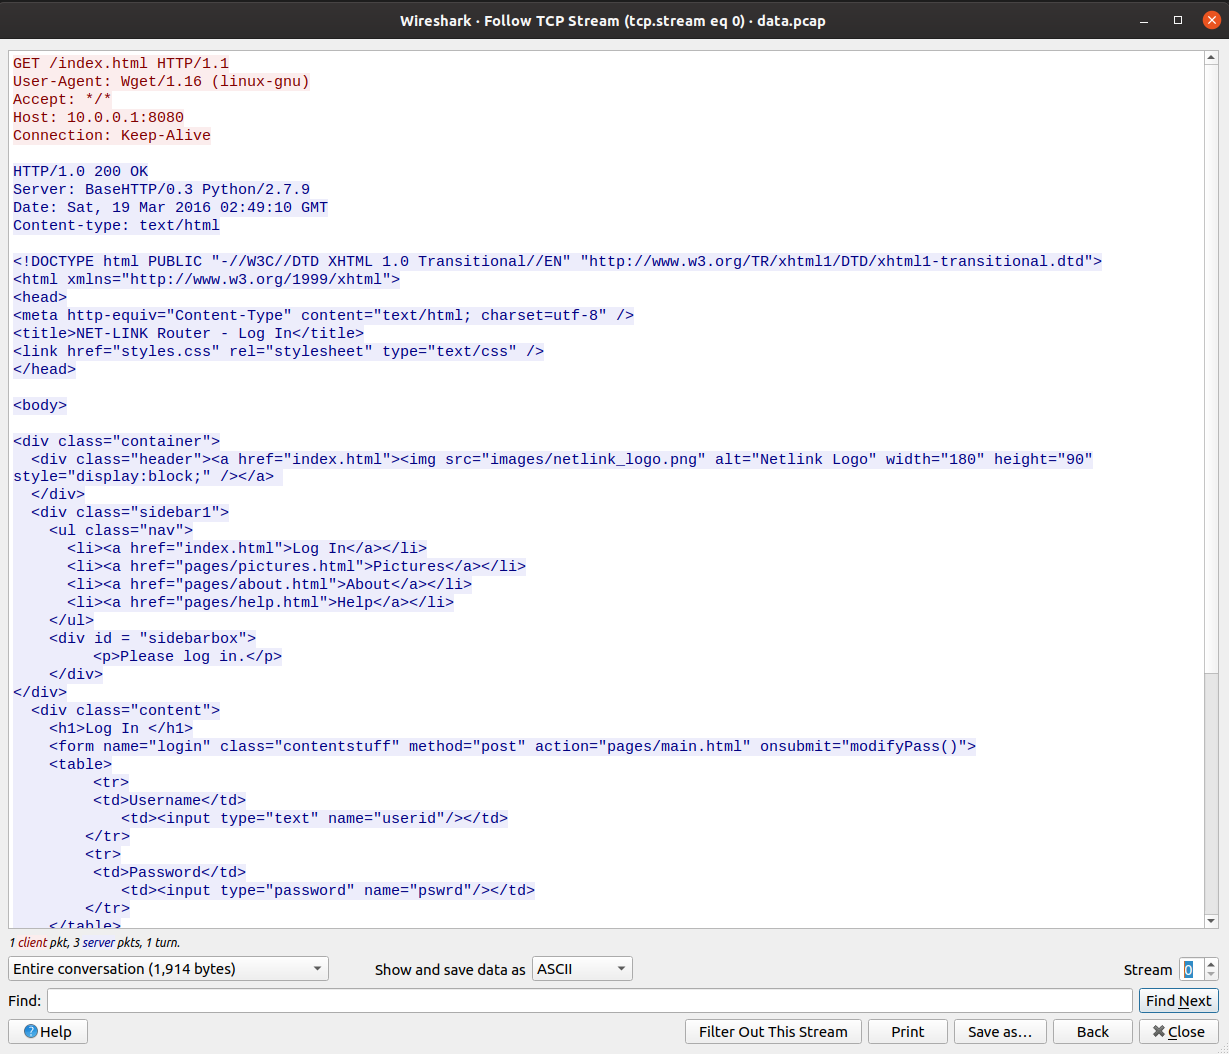 Wireshark · Follow TCP Stream (tcp.stream eq 0) · data.pcap
GET /index.html HTTP/1.1
User-Agent: Wget/1.16 (linux-gnu)
Accept: */*
Host: 10.0.0.1:8080
Connection: Keep-Alive
HTTP/1.0 200 OK
Server: BaseHTTP/0.3 Python/2.7.9
Date: Sat, 19 Mar 2016 02:49:10 GMT
Content-type: text/html
<!DOCTYPE html PUBLIC "-//W3C//DTD XHTML 1.0 Transitional//EN" "http://www.w3.org/TR/xhtml1/DTD/xhtml1-transitional.dtd">
<html xmlns="http://www.w3.org/1999/xhtml">
<head>
<meta http-equiv="Content-Type" content="text/html; charset=utf-8" />
<title>NET-LINK Router - Log In</title>
<link href="styles.css" rel="stylesheet" type="text/css" />
</head>
<body>
<div class="container">
<div class="header"><a href="index.html"><img src="images/netlink_logo.png" alt="Netlink Logo" width="180" height="90"
style="display:block;" /></a>
</div>
<div class="sidebar1">
<ul class="nav">
<li><a href="index.html">Log In</a></li>
<li><a href="pages/pictures.html">Pictures</a></li>
<li><a href="pages/about.html">About</a></li>
<li><a href="pages/help.html">Help</a></li>
</ul>
<div id = "sidebarbox">
<p>Please log in.</p>
</div>
</div>
<div class="content">
<h1>Log In </h1>
<form name="login" class="contentstuff" method="post" action="pages/main.html" onsubmit="modifyPass()">
<table>
<tr>
<td>Username</td>
<td><input type="text" name="userid"/></td>
</tr>
<tr>
<td>Password</td>
<td><input type="password" name="pswrd"/></td>
</tr>
</table>
1 client pkt, 3 server pkts, 1 turn.
Entire conversation (1,914 bytes)
Show and save data as
ASCII
Stream
0
Find:
Find Next
Help
Filter Out This Stream
Print
Save as…
Back
Close